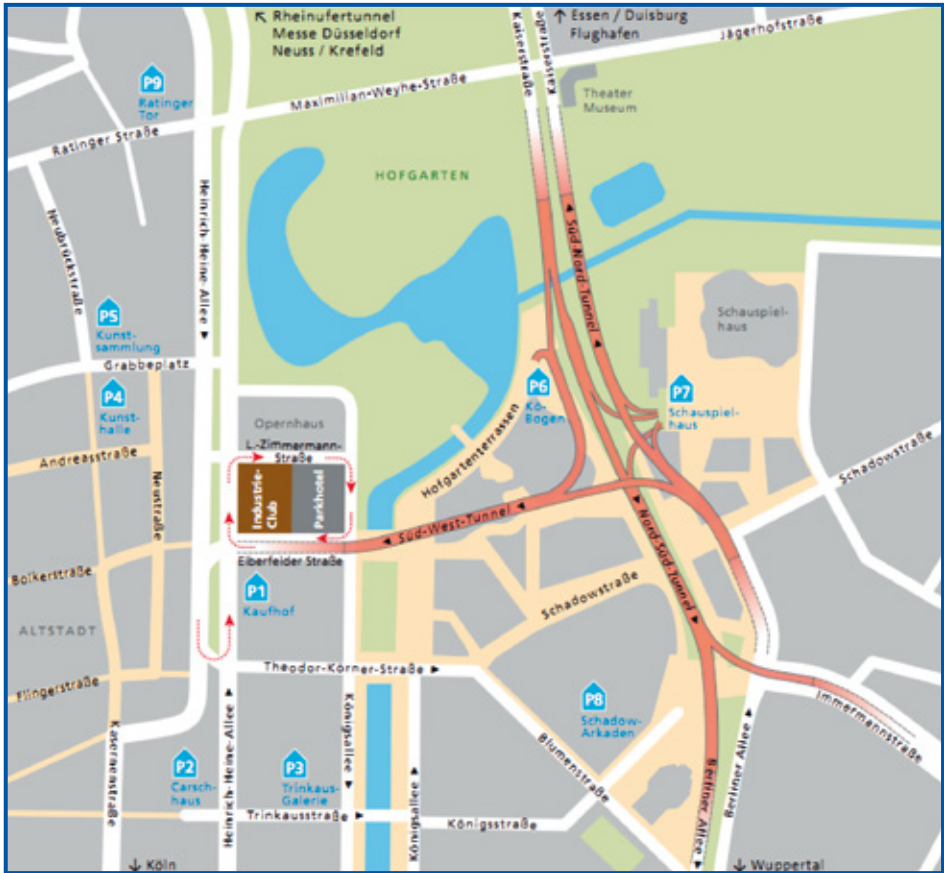 Rheinufertunnel
Messe Düsseldorf
Neuss / Krefeld
Kaiserstraße
Kaiserstraße
Essen / Duisburg
Flughafen
Jägerhofstraße
P9
Ratinger
Tor
Maximilian-Weyhe-Straße
Theater
Museum
Ratinger Straße
HOFGARTEN
Neubrückstraße
Heinrich-Heine-Allee
Süd-Nord-Tunnel
P5
Kunst-
sammlung
Schauspiel-
haus
Grabbeplatz
P4
Kunst-
halle
P6
Kö-
Bogen
P7
Schauspiel-
haus
Opernhaus
L.-Zimmermann-
Straße
Hofgartenterrassen
Andreasstraße
Neustraße
Industrie-
Club
Parkhotel
Schadowstraße
Süd-West-Tunnel
Nord-Süd-Tunnel
Elberfelder Straße
Bolkerstraße
P1
Kaufhof
Schadowstraße
ALTSTADT
Theodor-Körner-Straße
Flingerstraße
P8
Schadow-
Arkaden
Immermannstraße
Kasernenstraße
Heinrich-Heine-Allee
Königsallee
Königsallee
Blumenstraße
Berliner Allee
Berliner Allee
P2
Carsch-
haus
P3
Trinkaus-
Galerie
Trinkausstraße
Königsstraße
Köln
Wuppertal